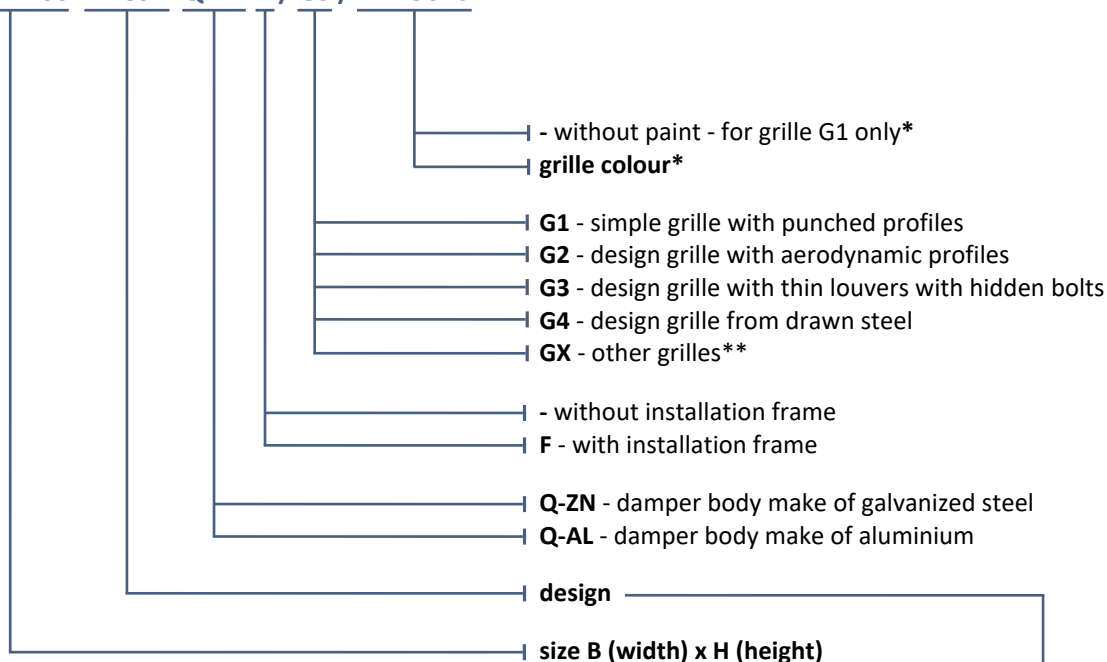 - without paint - for grille G1 only*
grille colour*
G1 - simple grille with punched profiles
G2 - design grille with aerodynamic profiles
G3 - design grille with thin louvers with hidden bolts
G4 - design grille from drawn steel
GX - other grilles**
- without installation frame
F - with installation frame
Q-ZN - damper body make of galvanized steel
Q-AL - damper body make of aluminium
design
size B (width) x H (height)